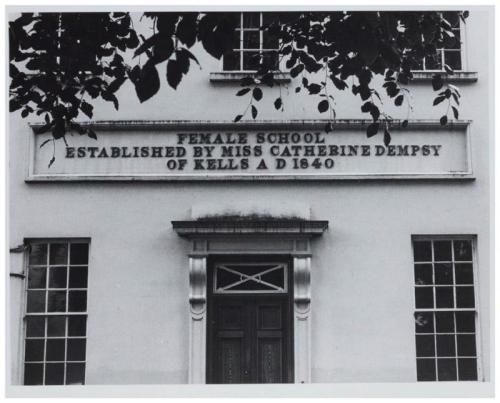 FEMALE SCHOOL
ESTABLISHED BY MISS CATHERINE DEMPSY
OF KELLS A D 1840